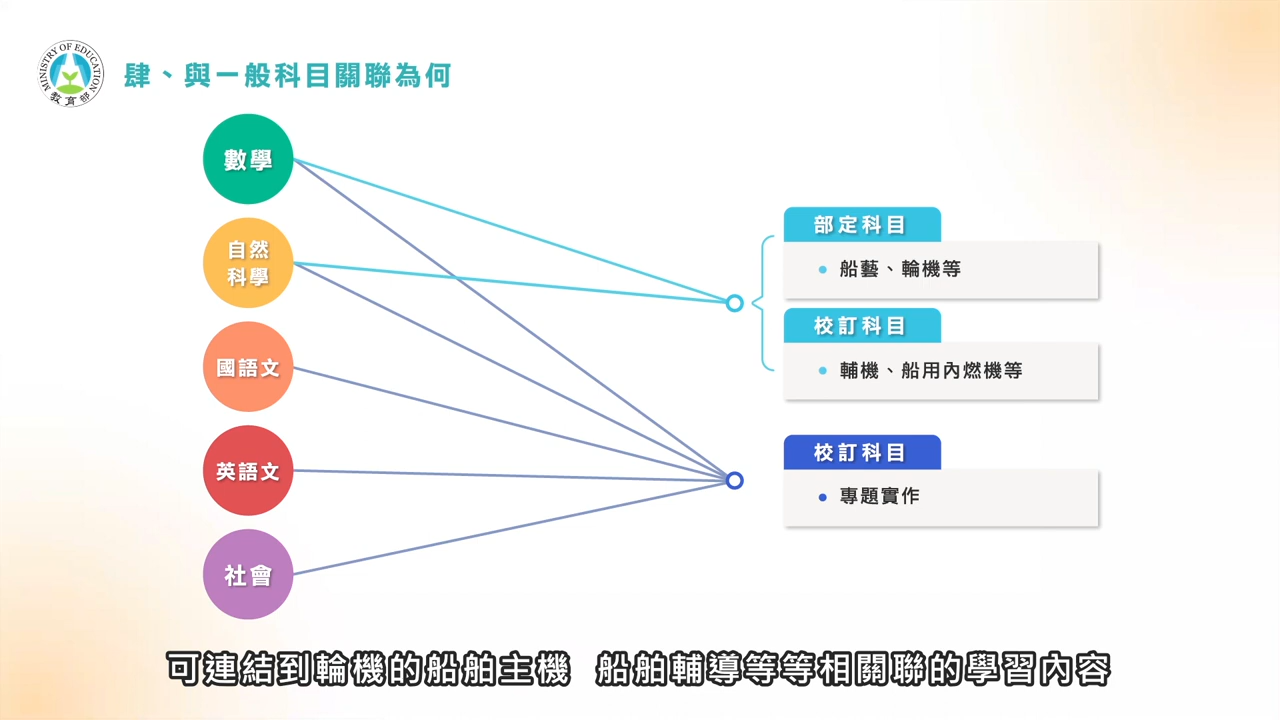 MINISTRY OF EDUCATION
教育部
肆、與一般科目關聯為何
數學
自然
科學
國語文
英語文
社會
部定科目
船藝、輪機等
校訂科目
輔機、船用內燃機等
校訂科目
專題實作
可連結到輪機的船舶主機 船舶輔導等等相關聯的學習內容